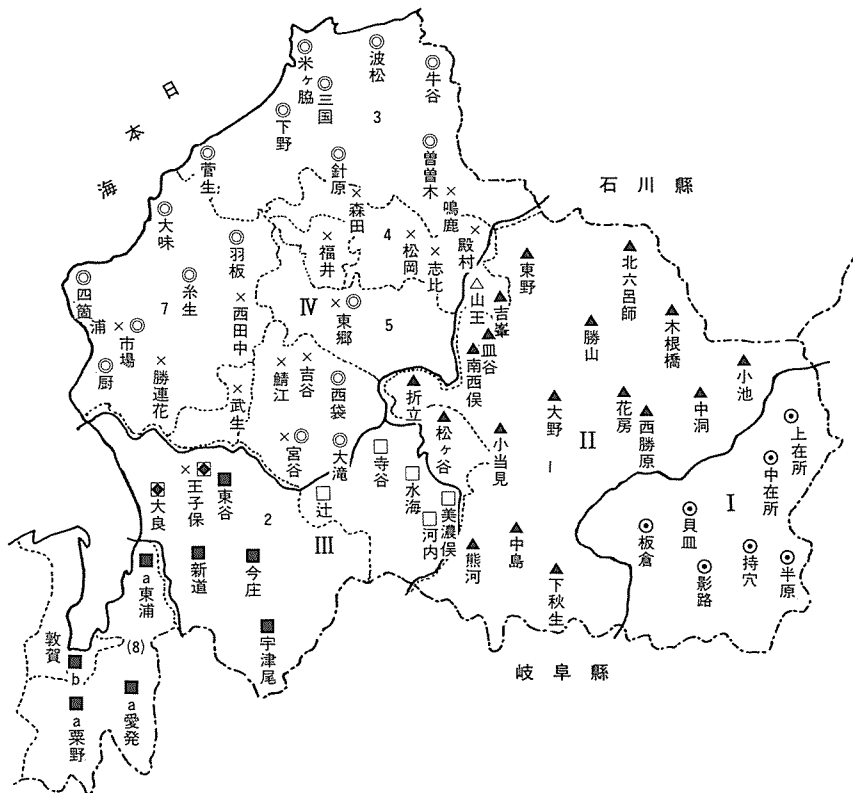 日本海
石川縣
岐阜縣
米ヶ脇
波松
牛谷
三国
下野
3
菅生
針原
曽曽木
鳴鹿
森田
大味
羽板
福井
4
松岡
志比
殿村
東野
北六呂師
四箇浦
糸生
7
西田中
Ⅳ
東郷
5
山王
吉峯
皿谷
南西俣
勝山
木根橋
市場
厨
勝連花
武生
鯖江
吉谷
西袋
折立
松ヶ谷
大野
花房
西勝原
中洞
小池
宮谷
大滝
小当見
1
Ⅱ
上在所
中在所
大良
王子保
東谷
2
辻
寺谷
水海
河内
美濃俣
Ⅲ
熊河
中島
下秋生
Ⅰ
板倉
貝皿
影路
持穴
半原
a東浦
新道
今庄
宇津尾
敦賀
(8)
b
a粟野
a愛発